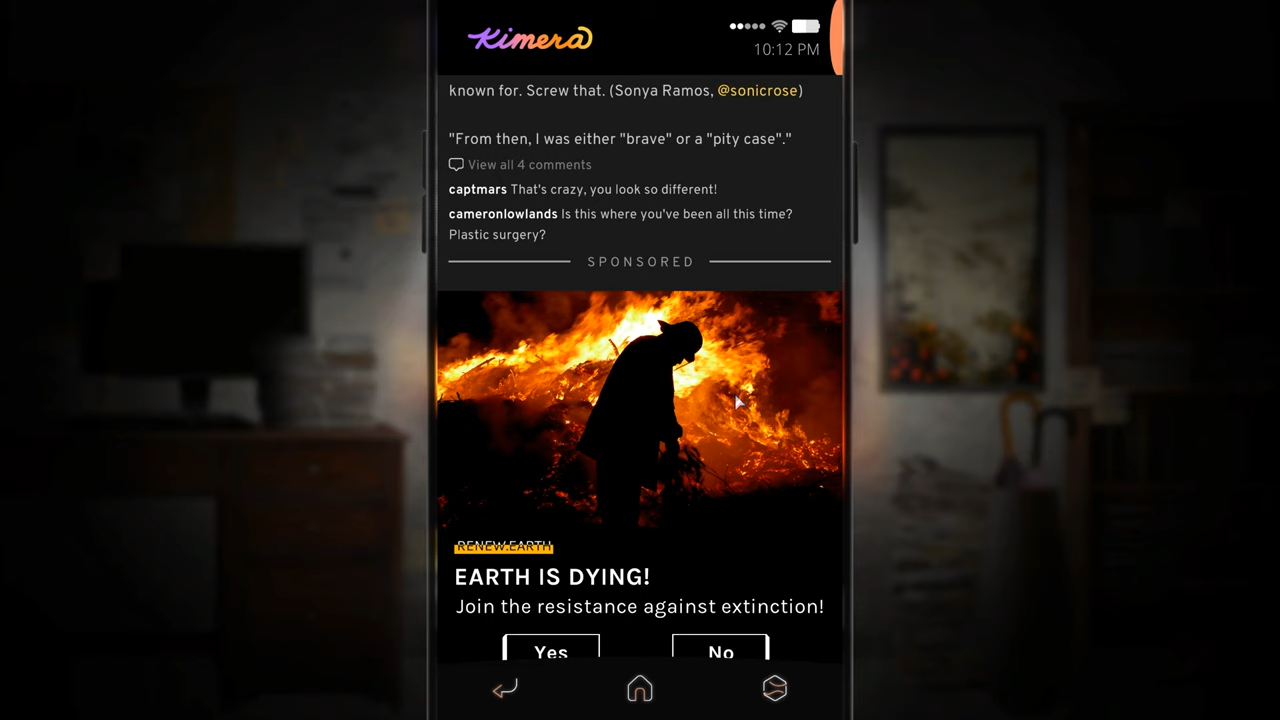 Kimera
10:12 PM
known for. Screw that. (Sonya Ramos, @sonicrose)
"From then, I was either "brave" or a "pity case"."
View all 4 comments
captmars That's crazy, you look so different!
cameronlowlands Is this where you've been all this time?
Plastic surgery?
SPONSORED
RENEW.EARTH
EARTH IS DYING!
Join the resistance against extinction!
Yes
No